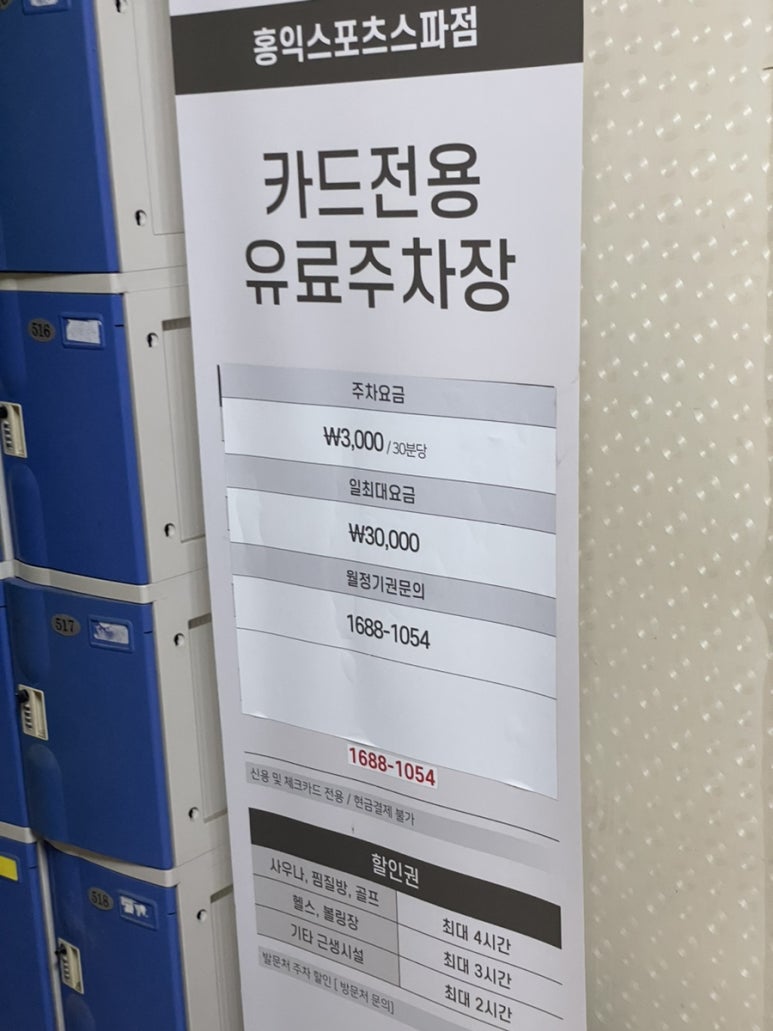 홍익스포츠스파점
카드전용
유료주차장
주차요금
₩3,000 / 30분당
일최대요금
₩30,000
월정기권문의
1688-1054
1688-1054
신용 및 체크카드 전용 / 현금결제 불가
할인권
사우나, 찜질방, 골프 최대 4시간
헬스, 볼링장 최대 3시간
기타 근생시설 최대 2시간
방문처 주차 할인 [ 방문처 문의]
516
517
518